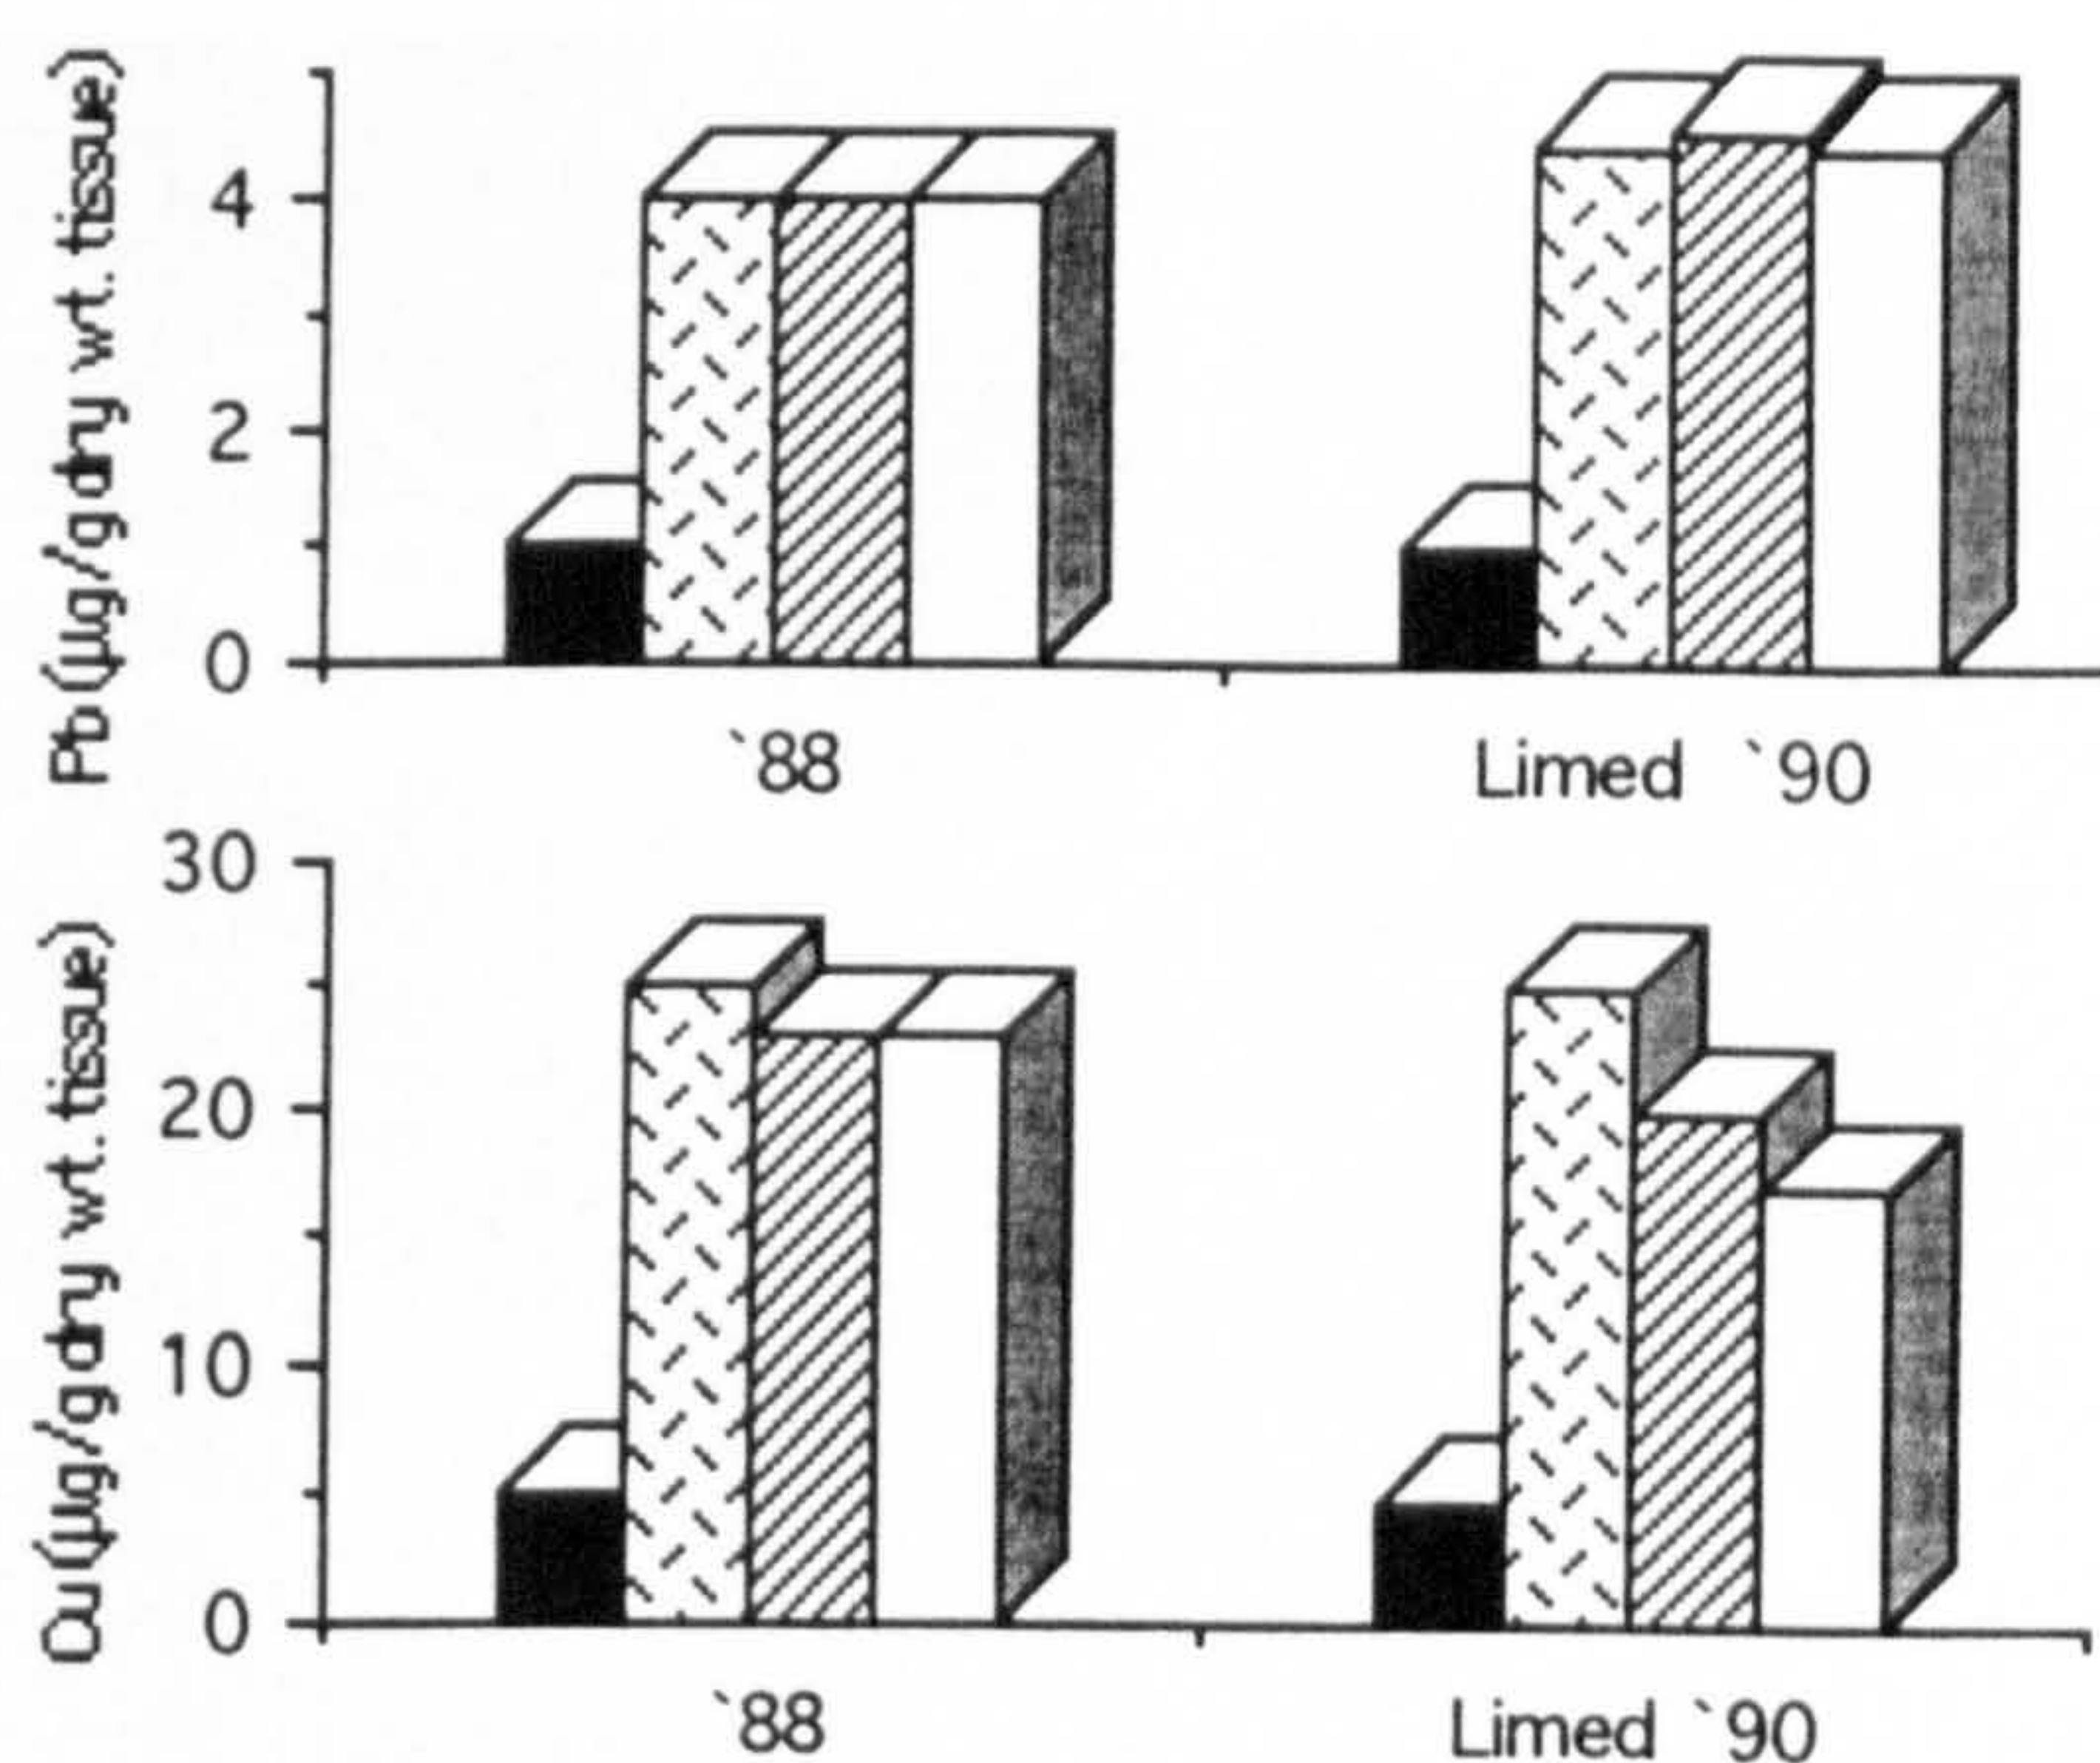 Pb (µg/g dry wt. tissue)
4
2
0
`88
Limed `90
Cu (µg/g dry wt. tissue)
30
20
10
0
`88
Limed `90